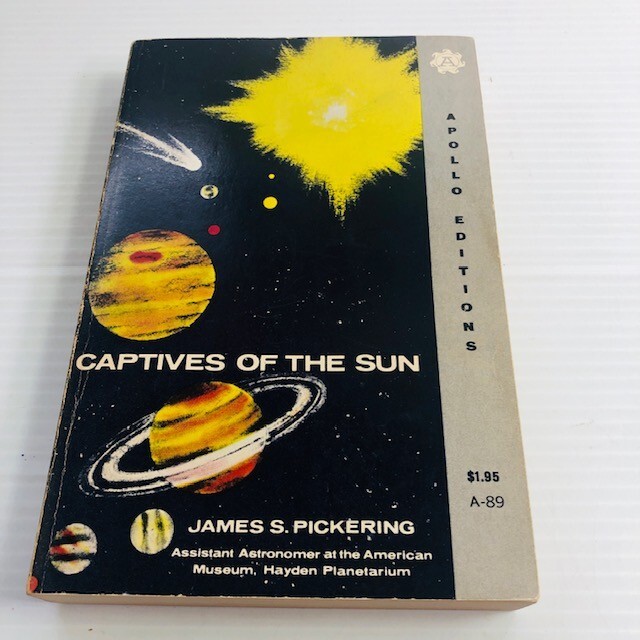 A
APOLLO EDITIONS
CAPTIVES OF THE SUN
$1.95
A-89
JAMES S. PICKERING
Assistant Astronomer at the American
Museum, Hayden Planetarium